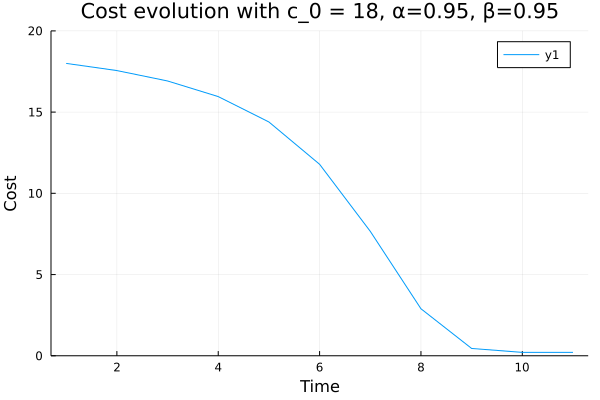 Cost evolution with c_0 = 18, α=0.95, β=0.95
y1
20
15
10
5
0
Cost
2 4 6 8 10
Time